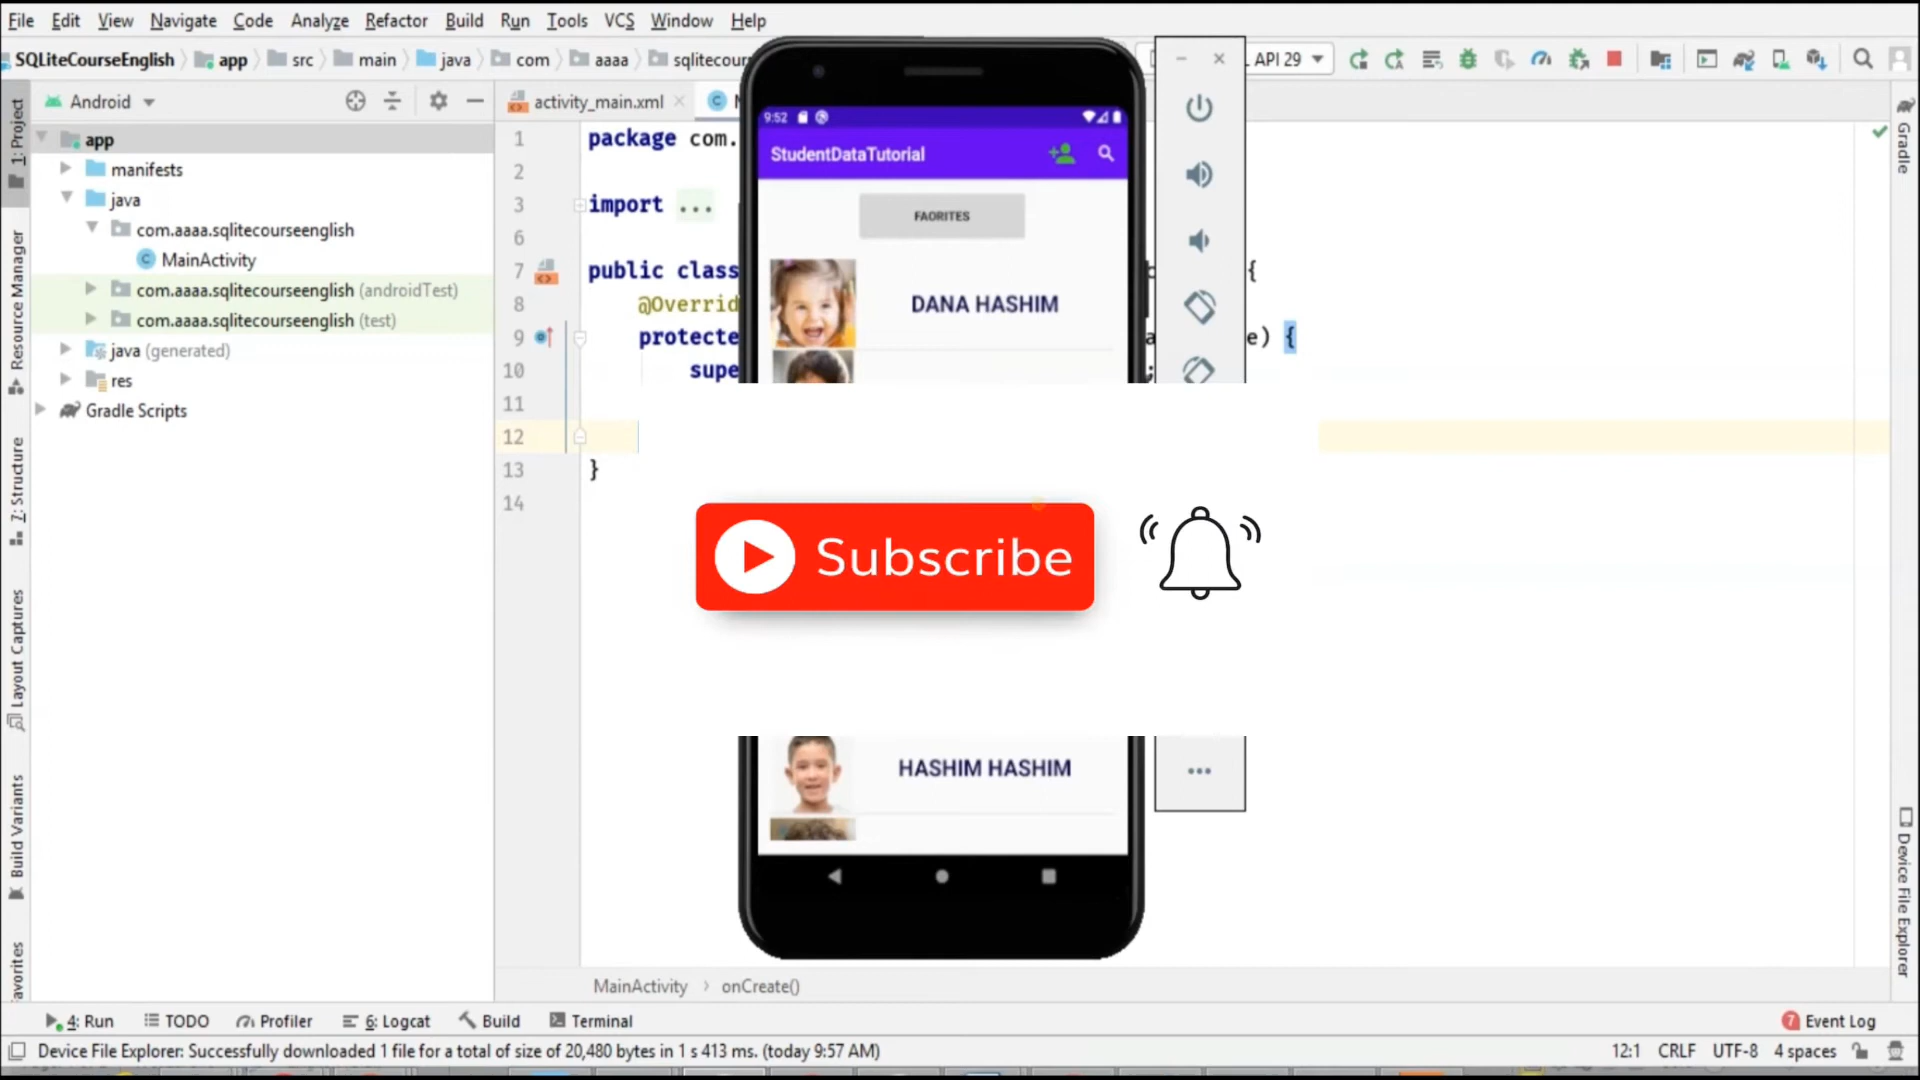 File Edit View Navigate Code Analyze Refactor Build Run Tools VCS Window Help
SQLiteCourseEnglish app src main java com aaaa API 29
Android
activity_main.xml
1: Project
Resource Manager
7: Structure
Layout Captures
Build Variants
app
manifests
java
com.aaaa.sqlitecourseenglish
MainActivity
com.aaaa.sqlitecourseenglish (androidTest)
com.aaaa.sqlitecourseenglish (test)
java (generated)
res
Gradle Scripts
1 package com.
2
3 import ...
6
7 public class {
8 @Overrid
9 protecte e) {
10 supe ;
11
12
13 }
14
9:52
StudentDataTutorial
FAORITES
DANA HASHIM
Subscribe
HASHIM HASHIM
Gradle
Device File Explorer
MainActivity onCreate()
4: Run TODO Profiler 6: Logcat Build Terminal
7 Event Log
Device File Explorer: Successfully downloaded 1 file for a total of size of 20,480 bytes in 1 s 413 ms. (today 9:57 AM)
12:1 CRLF UTF-8 4 spaces